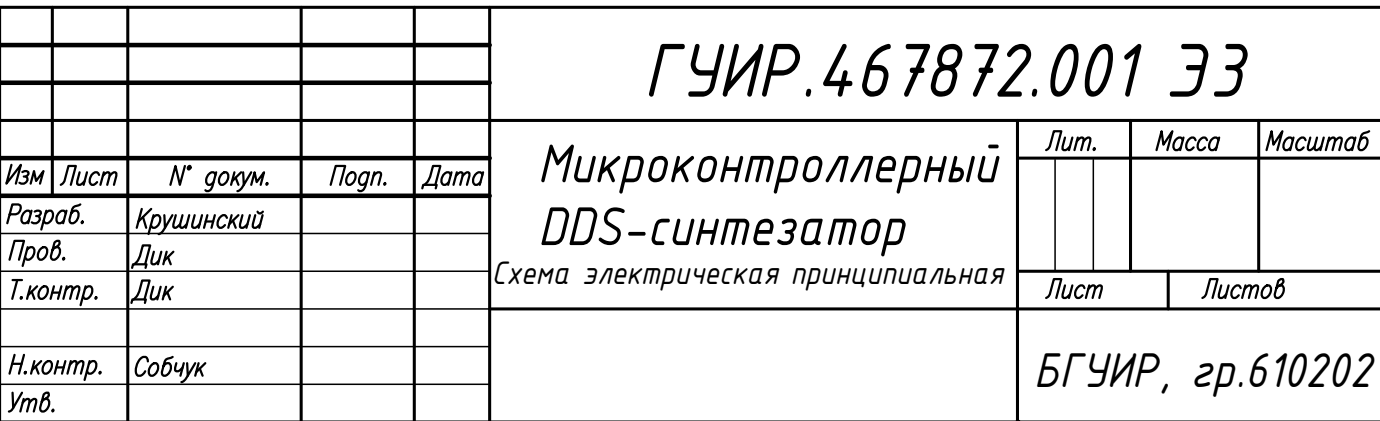 ГУИР.467872.001 ЭЗ
Лит. Масса Масштаб
Микроконтроллерный
DDS-синтезатор
Схема электрическая принципиальная
Изм Лист N° докум. Подп. Дата
Разраб. Крушинский
Пров. Дик
Т.контр. Дик
Лист Листов
Н.контр. Собчук
Утв.
БГУИР, гр.610202